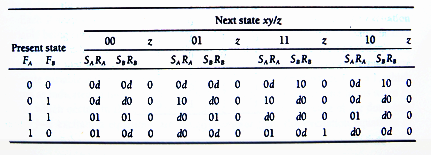 Next state xy/z
Present state 00 z 01 z 11 z 10 z
F_A F_B S_A R_A S_B R_B S_A R_A S_B R_B S_A R_A S_B R_B S_A R_A S_B R_B
0 0 0d 0d 0 0d 0d 0 0d 10 0 0d 10 0
0 1 0d d0 0 10 d0 0 10 d0 0 0d d0 0
1 1 01 01 0 d0 01 0 d0 d0 0 01 d0 0
1 0 01 0d 0 d0 0d 0 01 0d 1 d0 0d 0